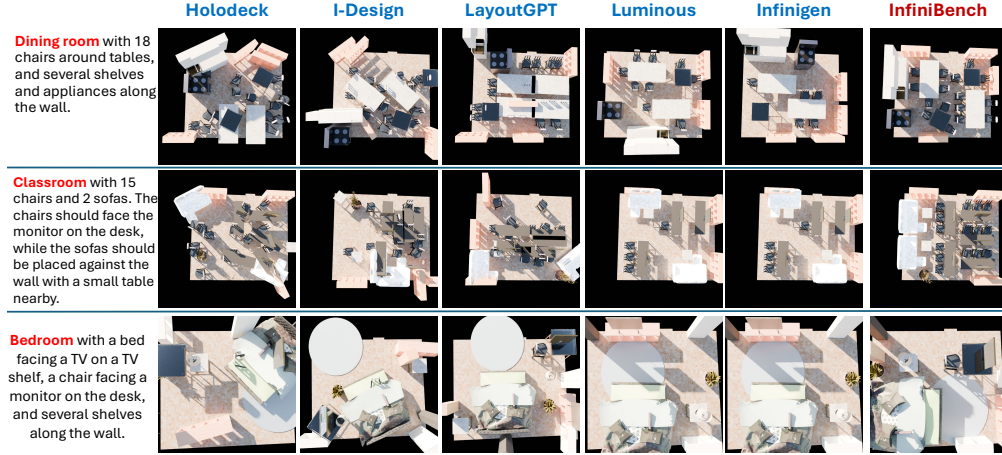 Holodeck I-Design LayoutGPT Luminous Infinigen InfiniBench
Dining room with 18
chairs around tables,
and several shelves
and appliances along
the wall.
Classroom with 15
chairs and 2 sofas. The
chairs should face the
monitor on the desk,
while the sofas should
be placed against the
wall with a small table
nearby.
Bedroom with a bed
facing a TV on a TV
shelf, a chair facing a
monitor on the desk,
and several shelves
along the wall.